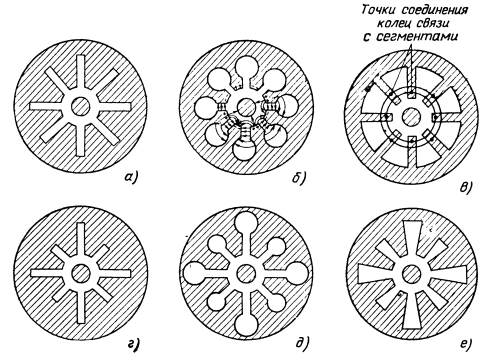 Точки соединения
колец связи
с сегментами
а)
б)
в)
г)
д)
е)